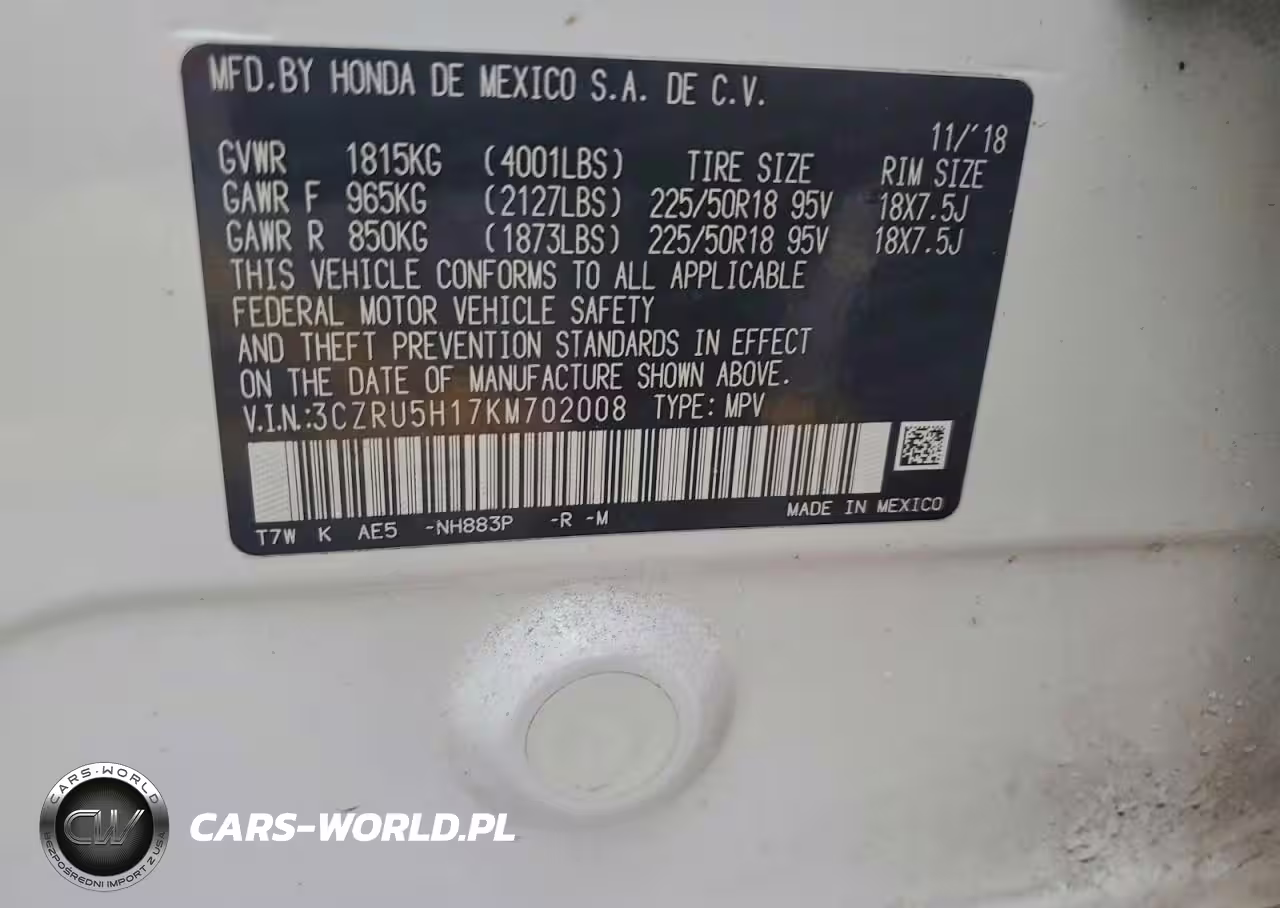 MFD.BY HONDA DE MEXICO S.A. DE C.V.
11/'18
GVWR 1815KG (4001LBS) TIRE SIZE RIM SIZE
GAWR F 965KG (2127LBS) 225/50R18 95V 18X7.5J
GAWR R 850KG (1873LBS) 225/50R18 95V 18X7.5J
THIS VEHICLE CONFORMS TO ALL APPLICABLE
FEDERAL MOTOR VEHICLE SAFETY
AND THEFT PREVENTION STANDARDS IN EFFECT
ON THE DATE OF MANUFACTURE SHOWN ABOVE.
V.I.N.:3CZRU5H17KM702008 TYPE: MPV
T7W K AE5 -NH883P -R -M MADE IN MEXICO
CARS-WORLD
CW
BEZPOŚREDNI IMPORT Z USA
CARS-WORLD.PL